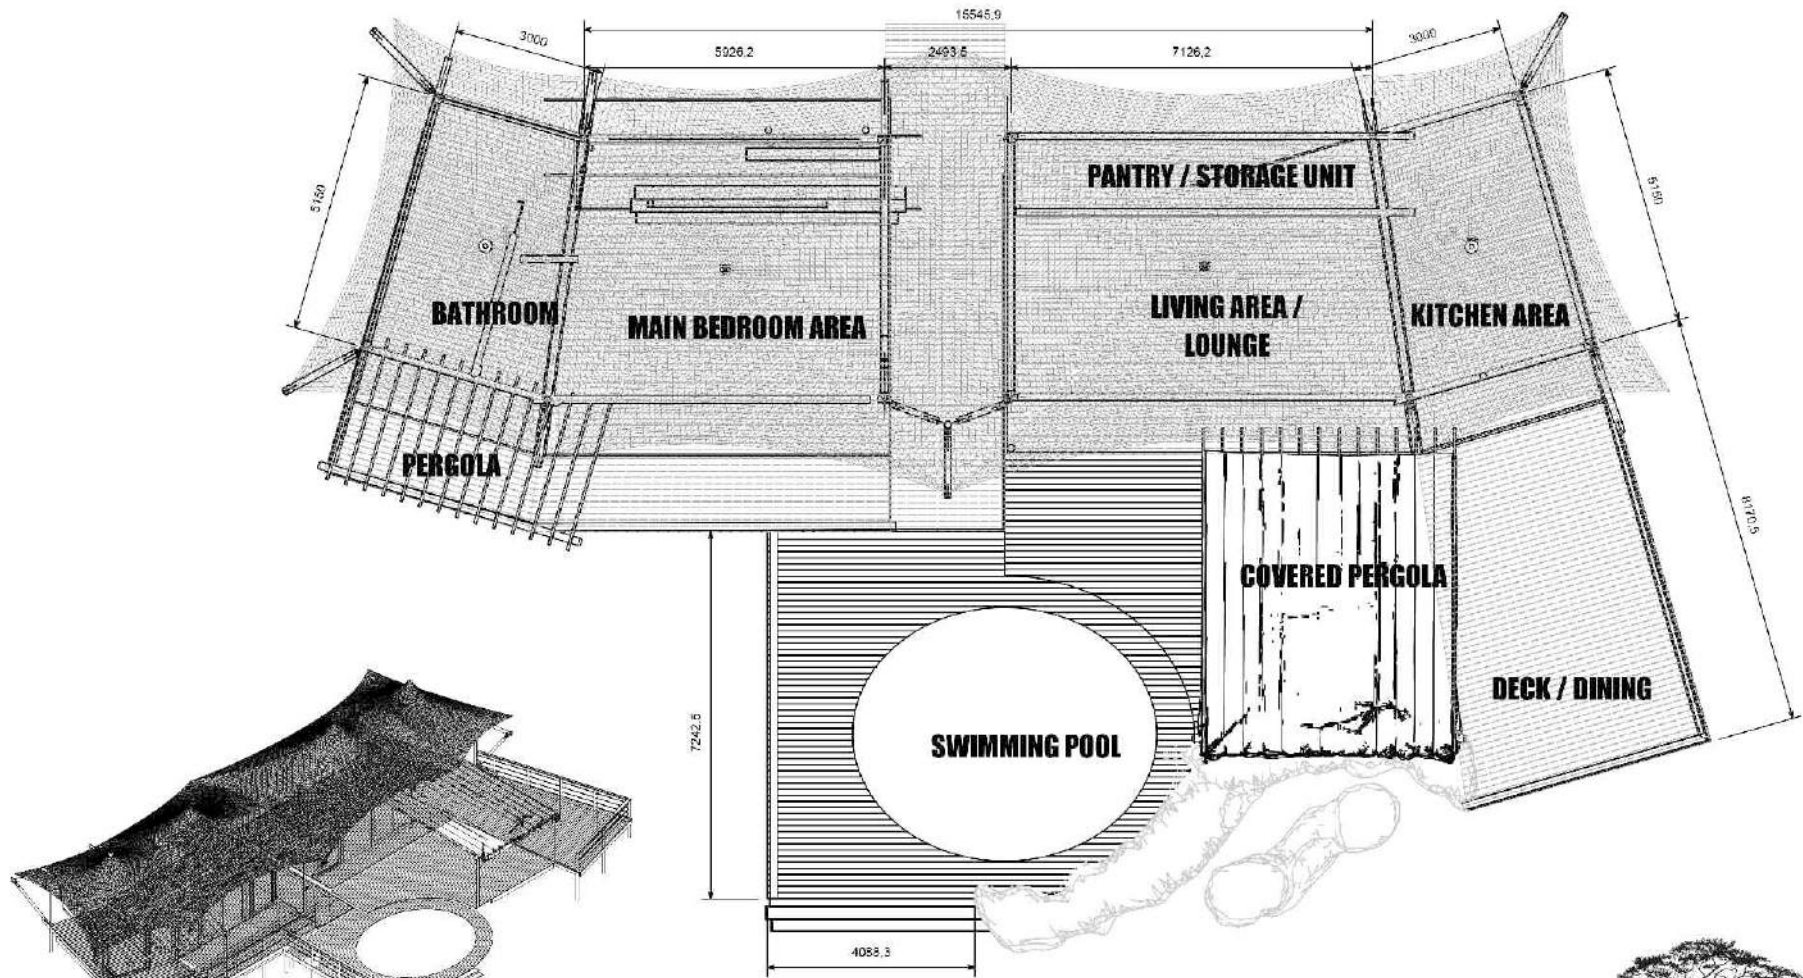 15545,9
3000
5926,2
2493,5
7126,2
3000
5150
5150
PANTRY / STORAGE UNIT
BATHROOM
MAIN BEDROOM AREA
LIVING AREA /
LOUNGE
KITCHEN AREA
PERGOLA
8170,5
COVERED PERGOLA
DECK / DINING
7242,5
SWIMMING POOL
4088,3